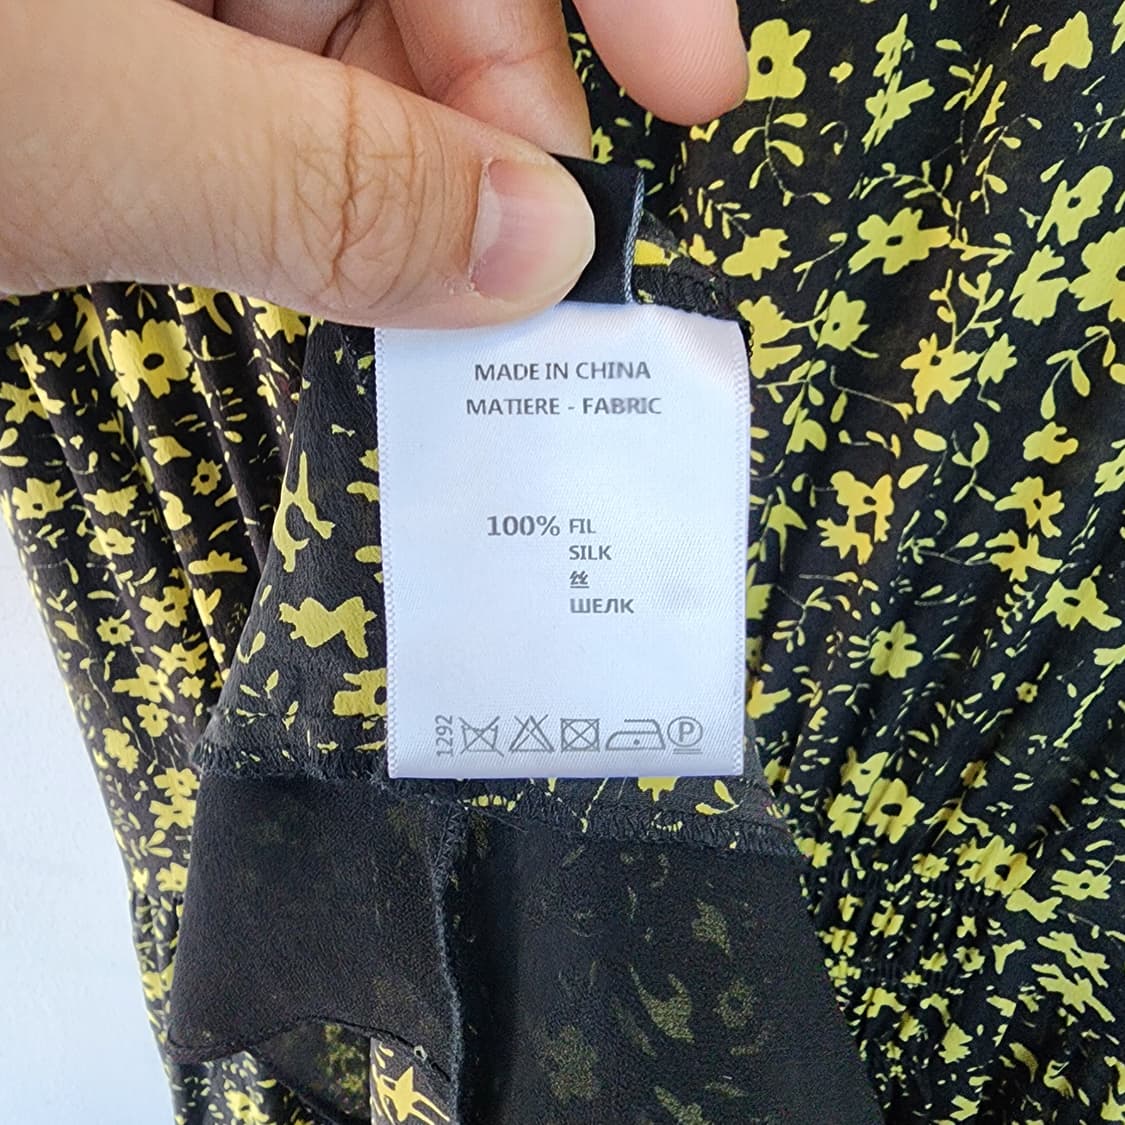 MADE IN CHINA
MATIERE - FABRIC
100% FIL
SILK
丝
ШЕЛК
1292
P